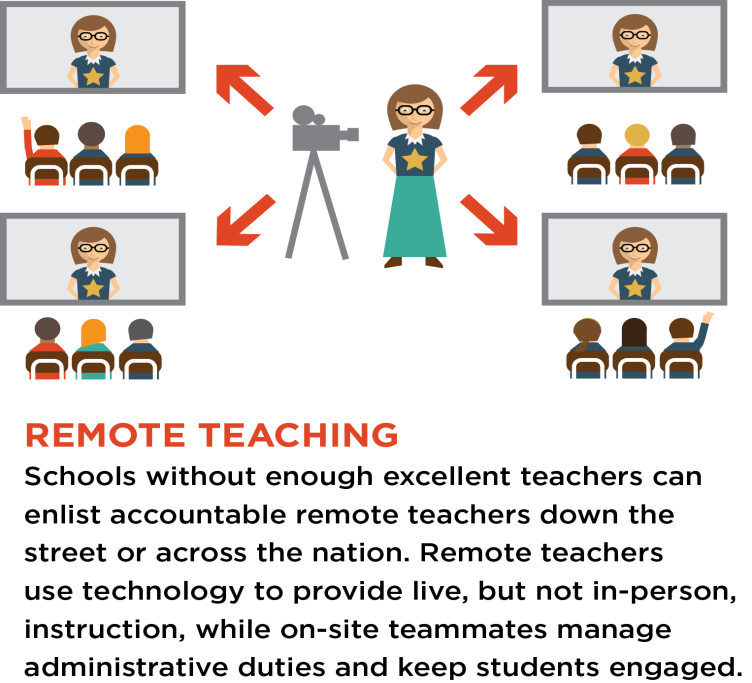 REMOTE TEACHING
Schools without enough excellent teachers can
enlist accountable remote teachers down the
street or across the nation. Remote teachers
use technology to provide live, but not in-person,
instruction, while on-site teammates manage
administrative duties and keep students engaged.